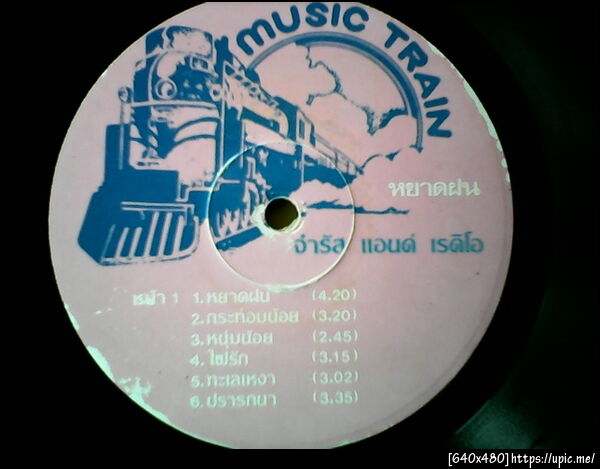 MUSIC TRAIN
หยาดฝน
จำรัส แอนด์ เรดิโอ
หน้า 1 1.หยาดฝน (4.20)
2.กระท่อมน้อย (3.20)
3.หนุ่มน้อย (2.45)
4.ไฟรัก (3.15)
5.ทะเลเหงา (3.02)
6.ปรารถนา (3.35)
[640x480]https://upic.me/